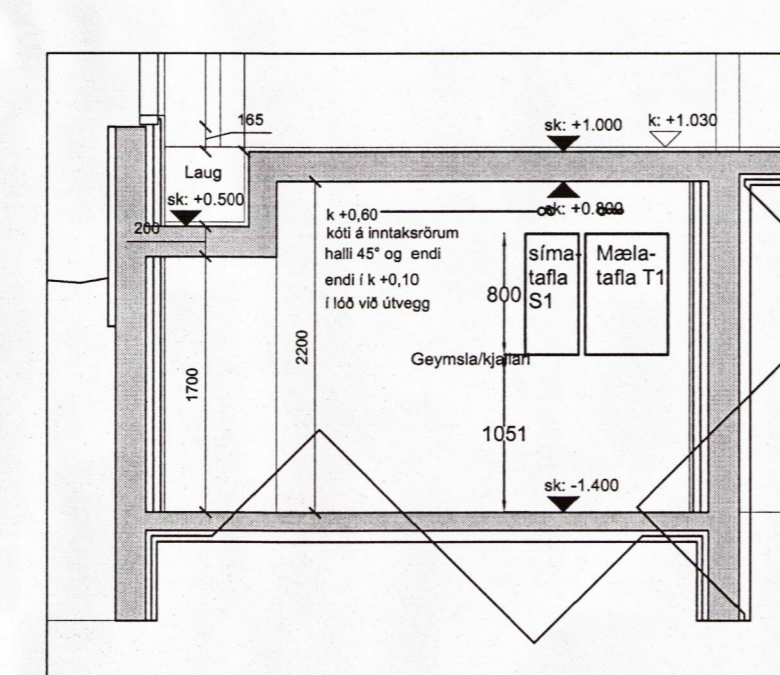 165
sk: +1.000
k: +1.030
Laug
sk: +0.500
sk: +0.800
200
k +0,60
kóti á inntaksrörum
halli 45° og endi
endi í k +0,10
í lóð við útvegg
síma-
tafla
S1
Mæla-
tafla T1
800
2200
1700
Geymsla/kjallari
1051
sk: -1.400